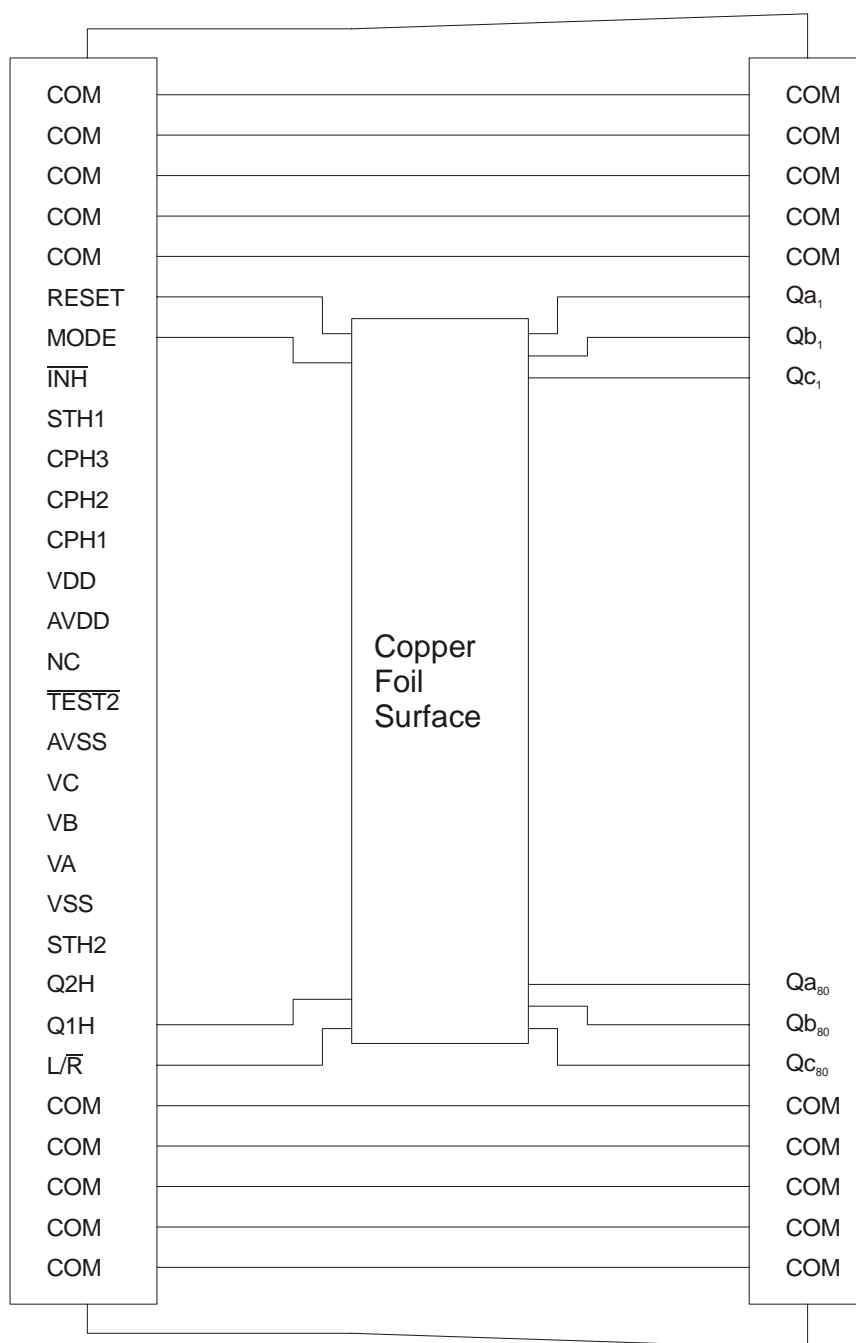 COM
COM
COM
COM
COM
RESET
MODE
I̅N̅H̅
STH1
CPH3
CPH2
CPH1
VDD
AVDD
NC
T̅E̅S̅T̅2̅
AVSS
VC
VB
VA
VSS
STH2
Q2H
Q1H
L/R̅
COM
COM
COM
COM
COM
Copper
Foil
Surface
COM
COM
COM
COM
COM
Qa₁
Qb₁
Qc₁
Qa₈₀
Qb₈₀
Qc₈₀
COM
COM
COM
COM
COM